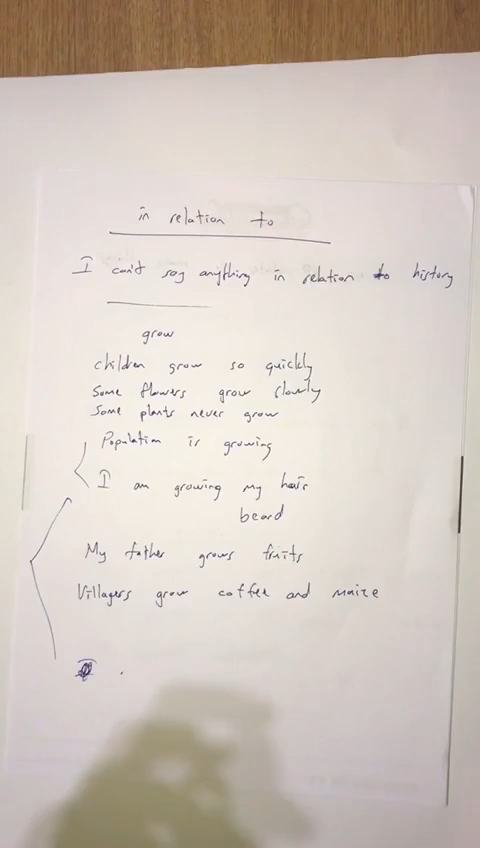 in relation to
I can't say anything in relation to history
grow
children grow so quickly
Some flowers grow slowly
Some plants never grow
Population is growing
I am growing my hair
beard
My father grows fruits
Villagers grow coffee and maize